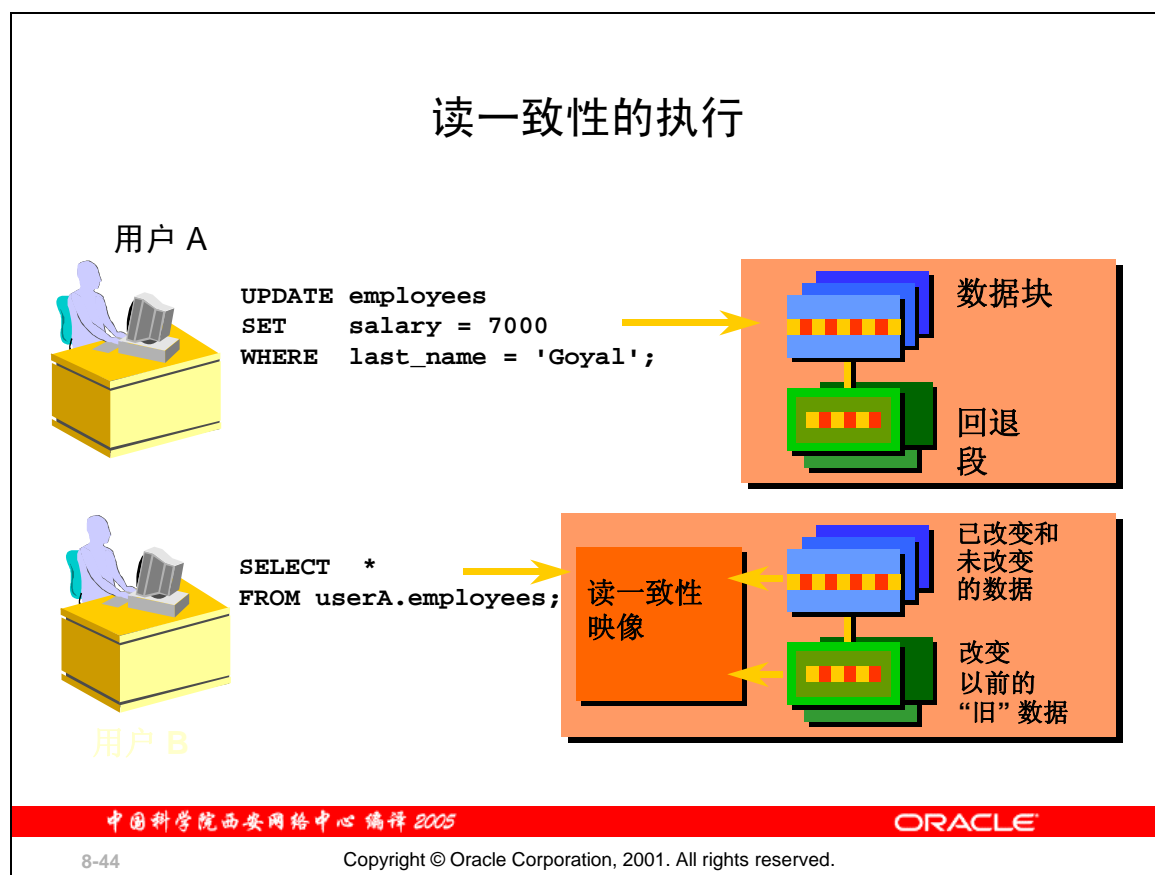 读一致性的执行
用户 A
UPDATE employees
SET salary = 7000
WHERE last_name = 'Goyal';
数据块
回退
段
SELECT *
FROM userA.employees;
读一致性
映像
已改变和
未改变
的数据
改变
以前的
“旧” 数据
用户 B
中国科学院西安网络中心 编译 2005
ORACLE
8-44
Copyright © Oracle Corporation, 2001. All rights reserved.